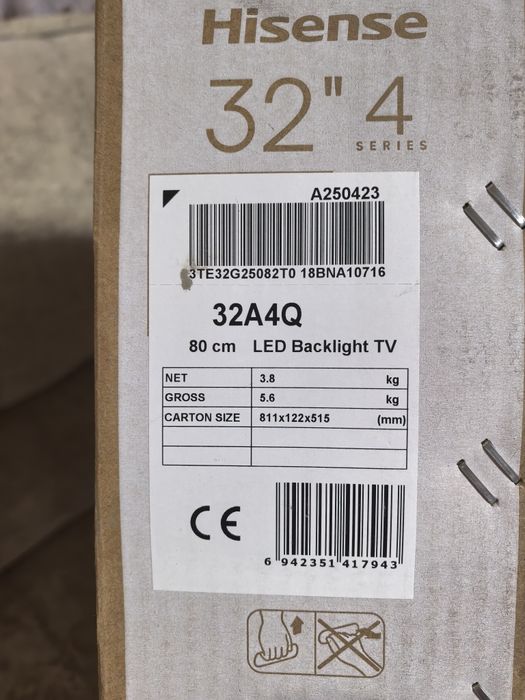 Hisense
32" 4
SERIES
A250423
3TE32G25082T0 18BNA10716
32A4Q
80 cm LED Backlight TV
NET 3.8 kg
GROSS 5.6 kg
CARTON SIZE 811x122x515 (mm)
CE
6 942351 417943